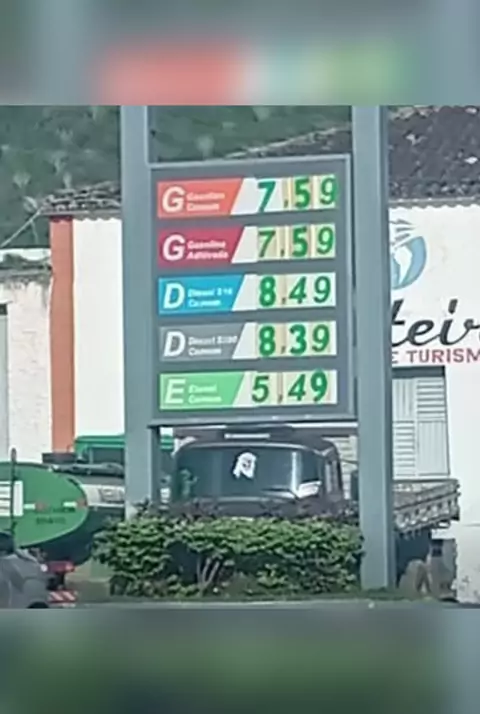 G Gasolina Comum 7.59
G Gasolina Aditivada 7.59
D Diesel S10 Comum 8.49
D Diesel S500 Comum 8.39
E Etanol Comum 5.49
teir
E TURISM